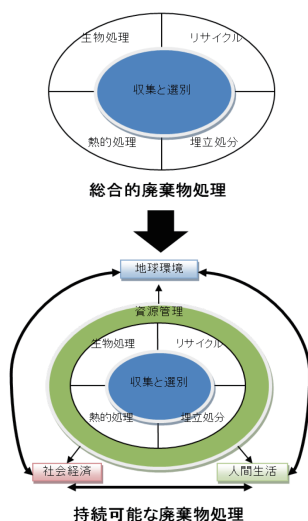 生物処理 リサイクル
収集と選別
熱的処理 埋立処分
総合的廃棄物処理
地球環境
資源管理
生物処理 リサイクル
収集と選別
熱的処理 埋立処分
社会経済 人間生活
持続可能な廃棄物処理